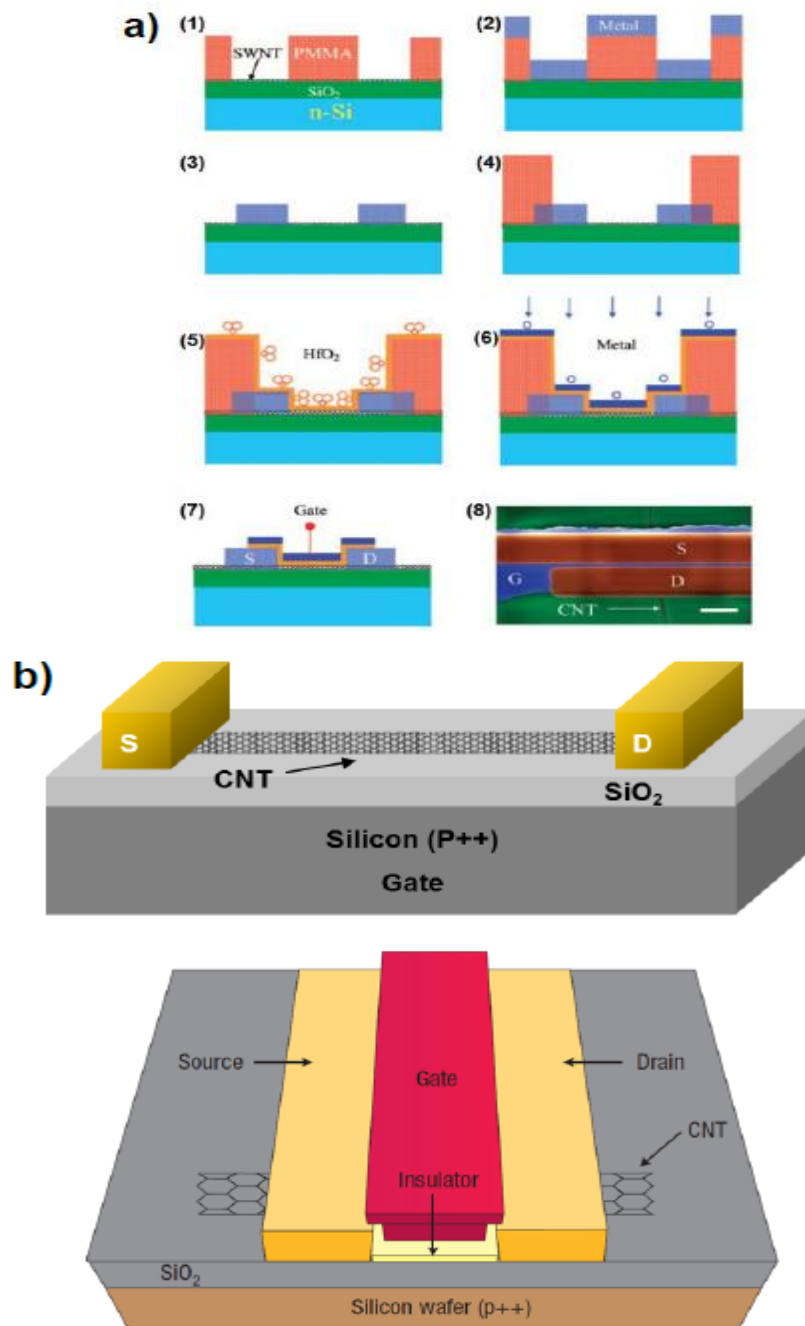 a)
(1)
SWNT
PMMA
SiO₂
n-Si
(2)
Metal
(3)
(4)
(5)
HfO₂
(6)
Metal
(7)
Gate
S
D
(8)
S
G
D
CNT
b)
S
D
CNT
SiO₂
Silicon (P++)
Gate
Source
Gate
Drain
CNT
Insulator
SiO₂
Silicon wafer (p++)